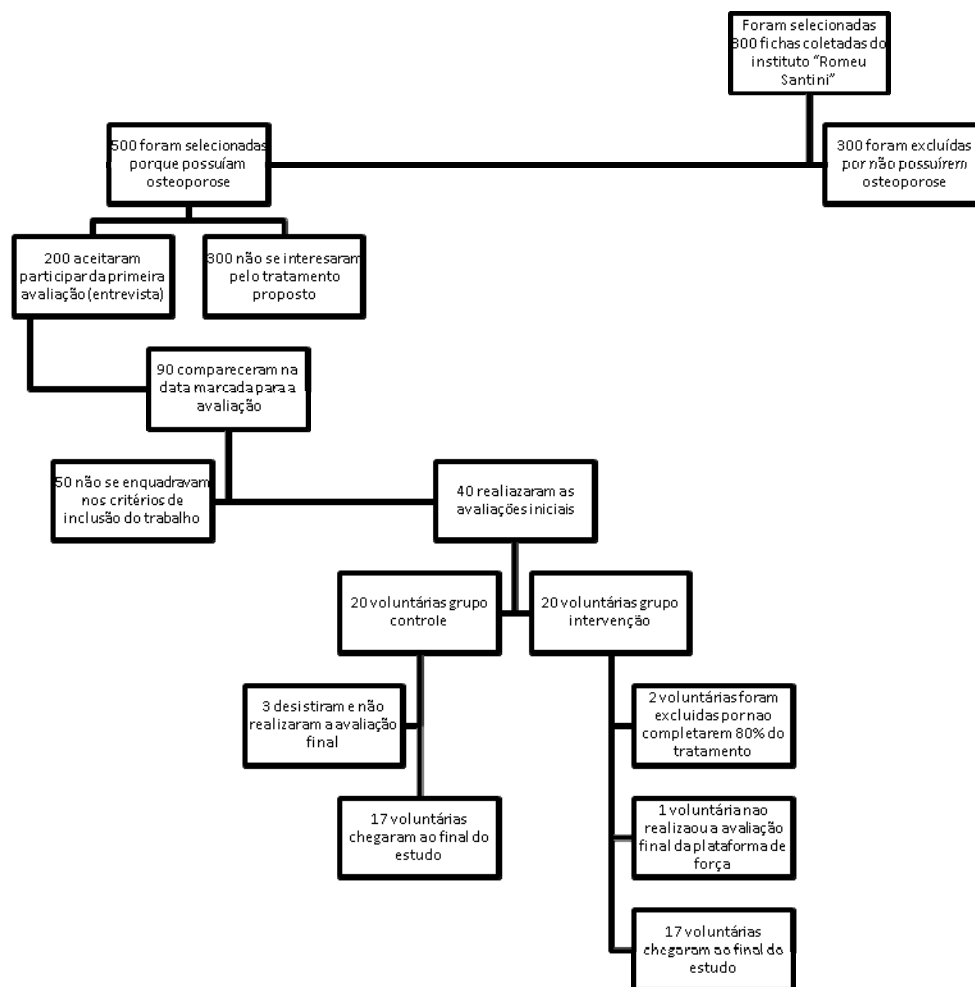 Foram selecionadas
800 fichas coletadas do
instituto “Romeu
Santini”
500 foram selecionadas
porque possuíam
osteoporose
300 foram excluídas
por não possuírem
osteoporose
200 aceitaram
participar da primeira
avaliação (entrevista)
300 não se interesaram
pelo tratamento
proposto
90 compareceram na
data marcada para a
avaliação
50 não se enquadravam
nos critérios de
inclusão do trabalho
40 realiazaram as
avaliações iniciais
20 voluntárias grupo
controle
20 voluntárias grupo
intervenção
3 desistiram e não
realizaram a avaliação
final
2 voluntárias foram
excluidas por nao
completarem 80% do
tratamento
17 voluntárias
chegaram ao final do
estudo
1 voluntária nao
realizaou a avaliação
final da plataforma de
força
17 voluntárias
chegaram ao final do
estudo